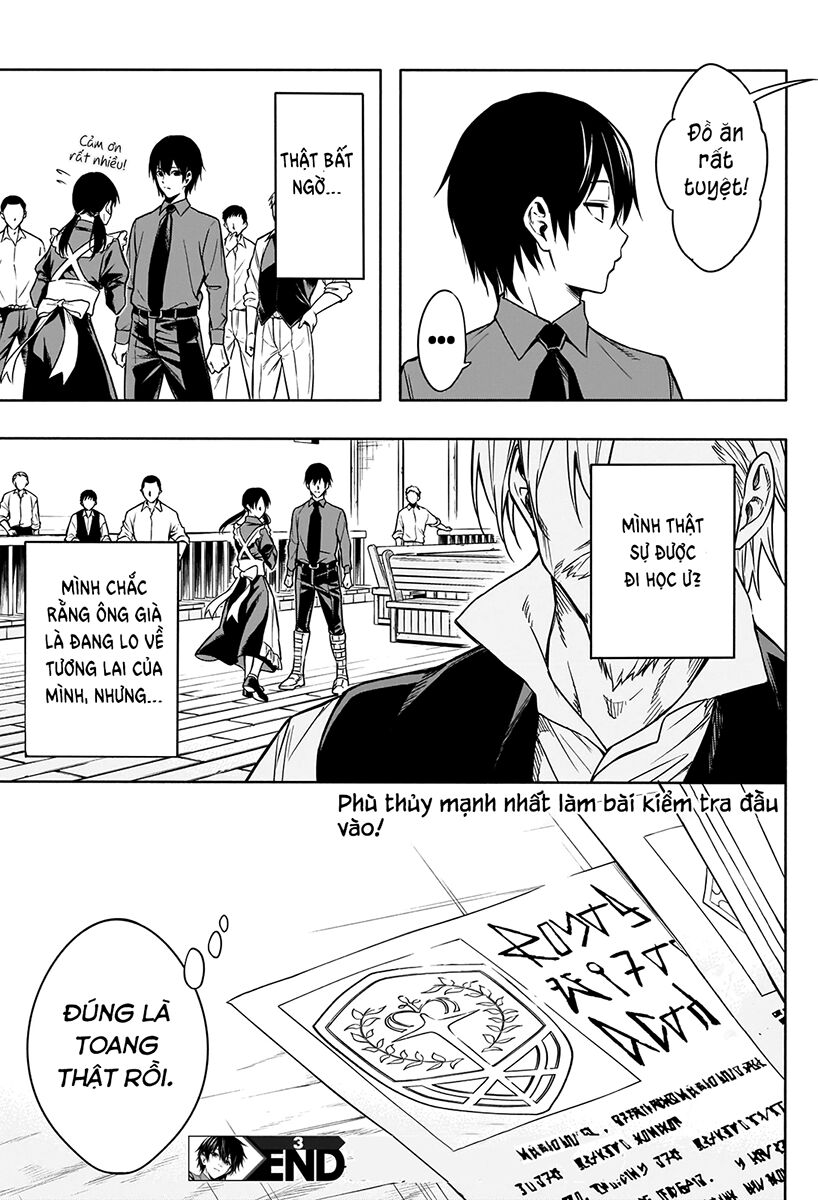 Đồ ăn
rất
tuyệt!
...
THẬT BẤT
NGỜ...
Cảm ơn
rất nhiều!
MÌNH THẬT
SỰ ĐƯỢC
ĐI HỌC Ư?
MÌNH CHẮC
RẰNG ÔNG GIÀ
LÀ ĐANG LO VỀ
TƯỚNG LAI CỦA
MÌNH, NHƯNG...
Phù thủy mạnh nhất làm bài kiểm tra đầu
vào!
ĐÚNG LÀ
TOANG
THẬT RỒI.
3
END